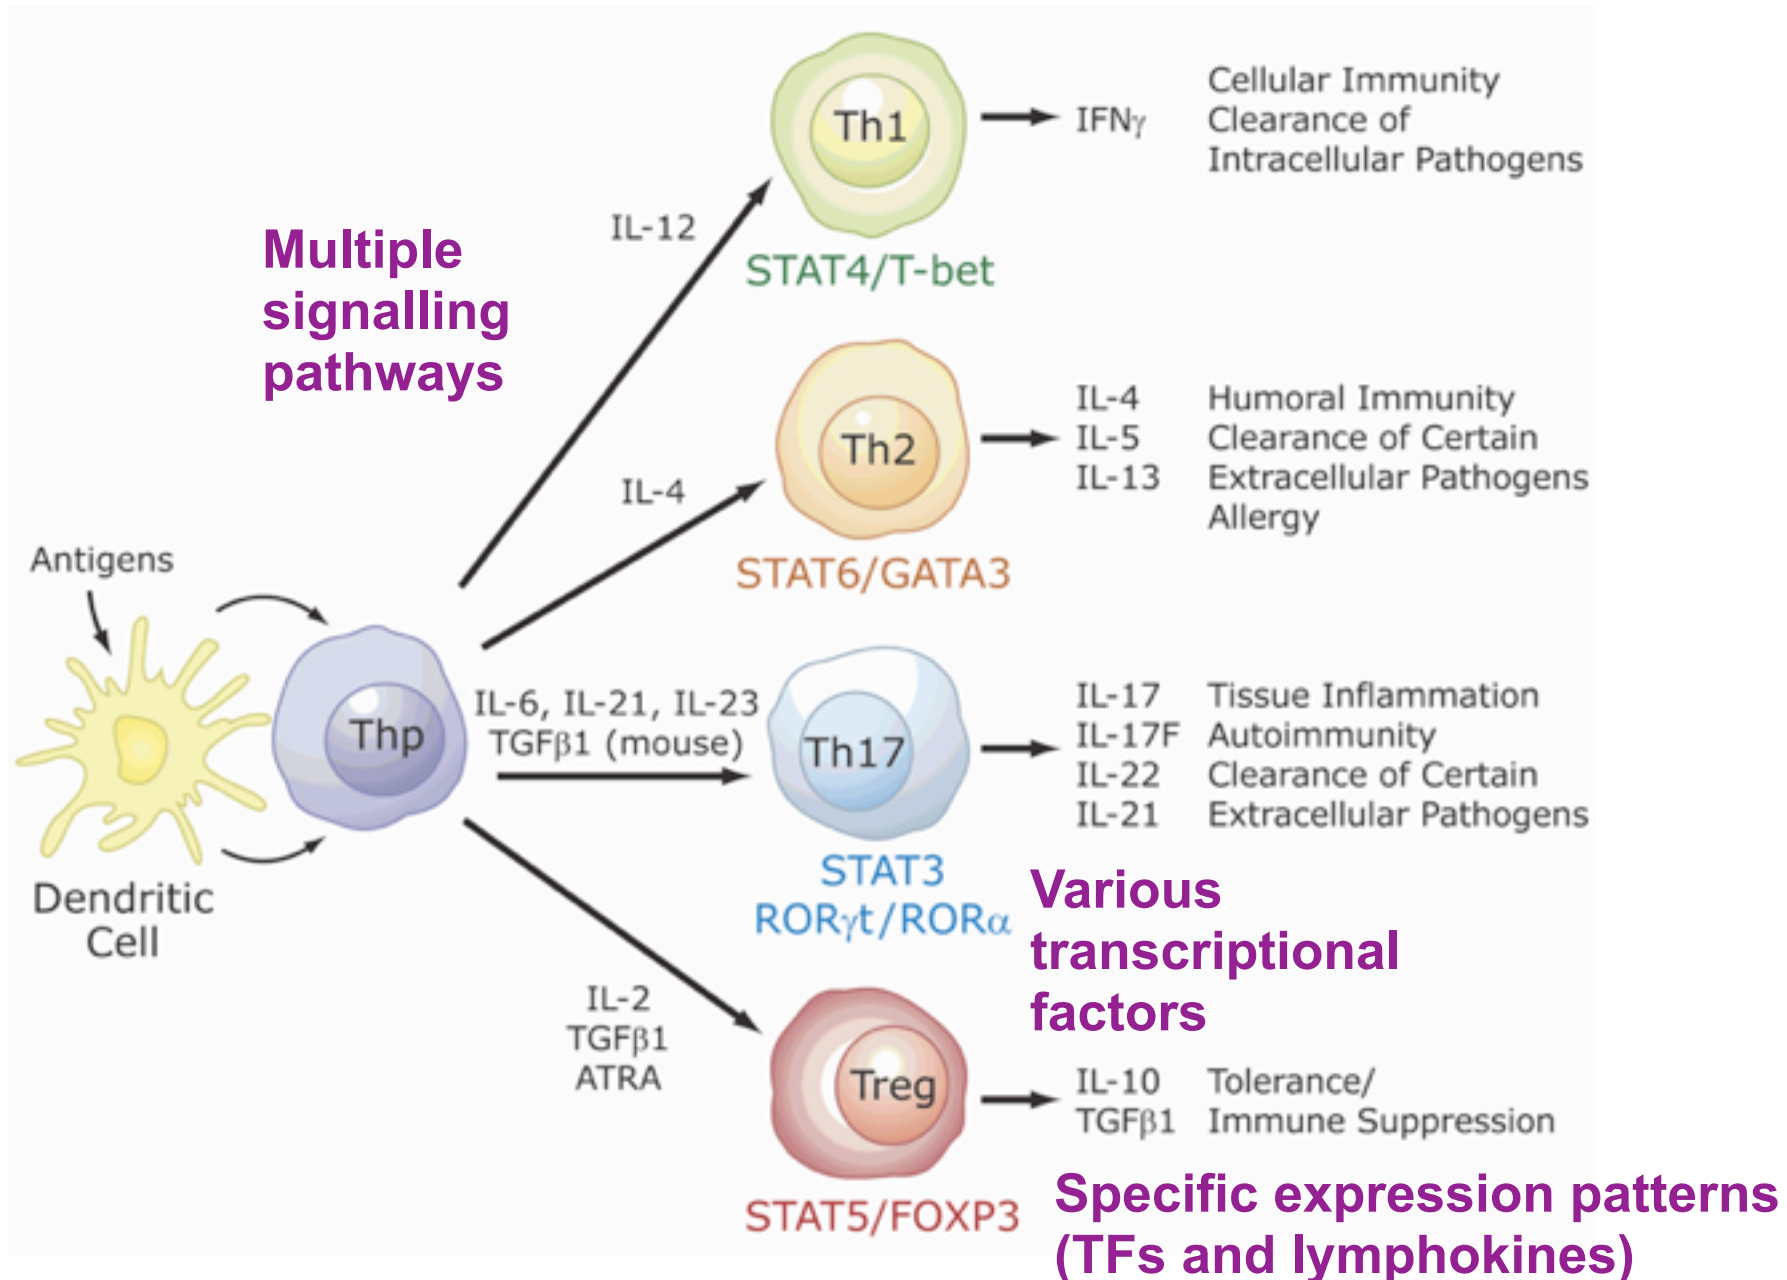 Multiple
signalling
pathways
Antigens
Dendritic
Cell
Thp
IL-12
Th1
STAT4/T-bet
IFNγ
Cellular Immunity
Clearance of
Intracellular Pathogens
IL-4
Th2
STAT6/GATA3
IL-4 Humoral Immunity
IL-5 Clearance of Certain
IL-13 Extracellular Pathogens
Allergy
IL-6, IL-21, IL-23
TGFβ1 (mouse)
Th17
STAT3
RORγt/RORα
IL-17 Tissue Inflammation
IL-17F Autoimmunity
IL-22 Clearance of Certain
IL-21 Extracellular Pathogens
Various
transcriptional
factors
IL-2
TGFβ1
ATRA
Treg
STAT5/FOXP3
IL-10 Tolerance/
TGFβ1 Immune Suppression
Specific expression patterns
(TFs and lymphokines)